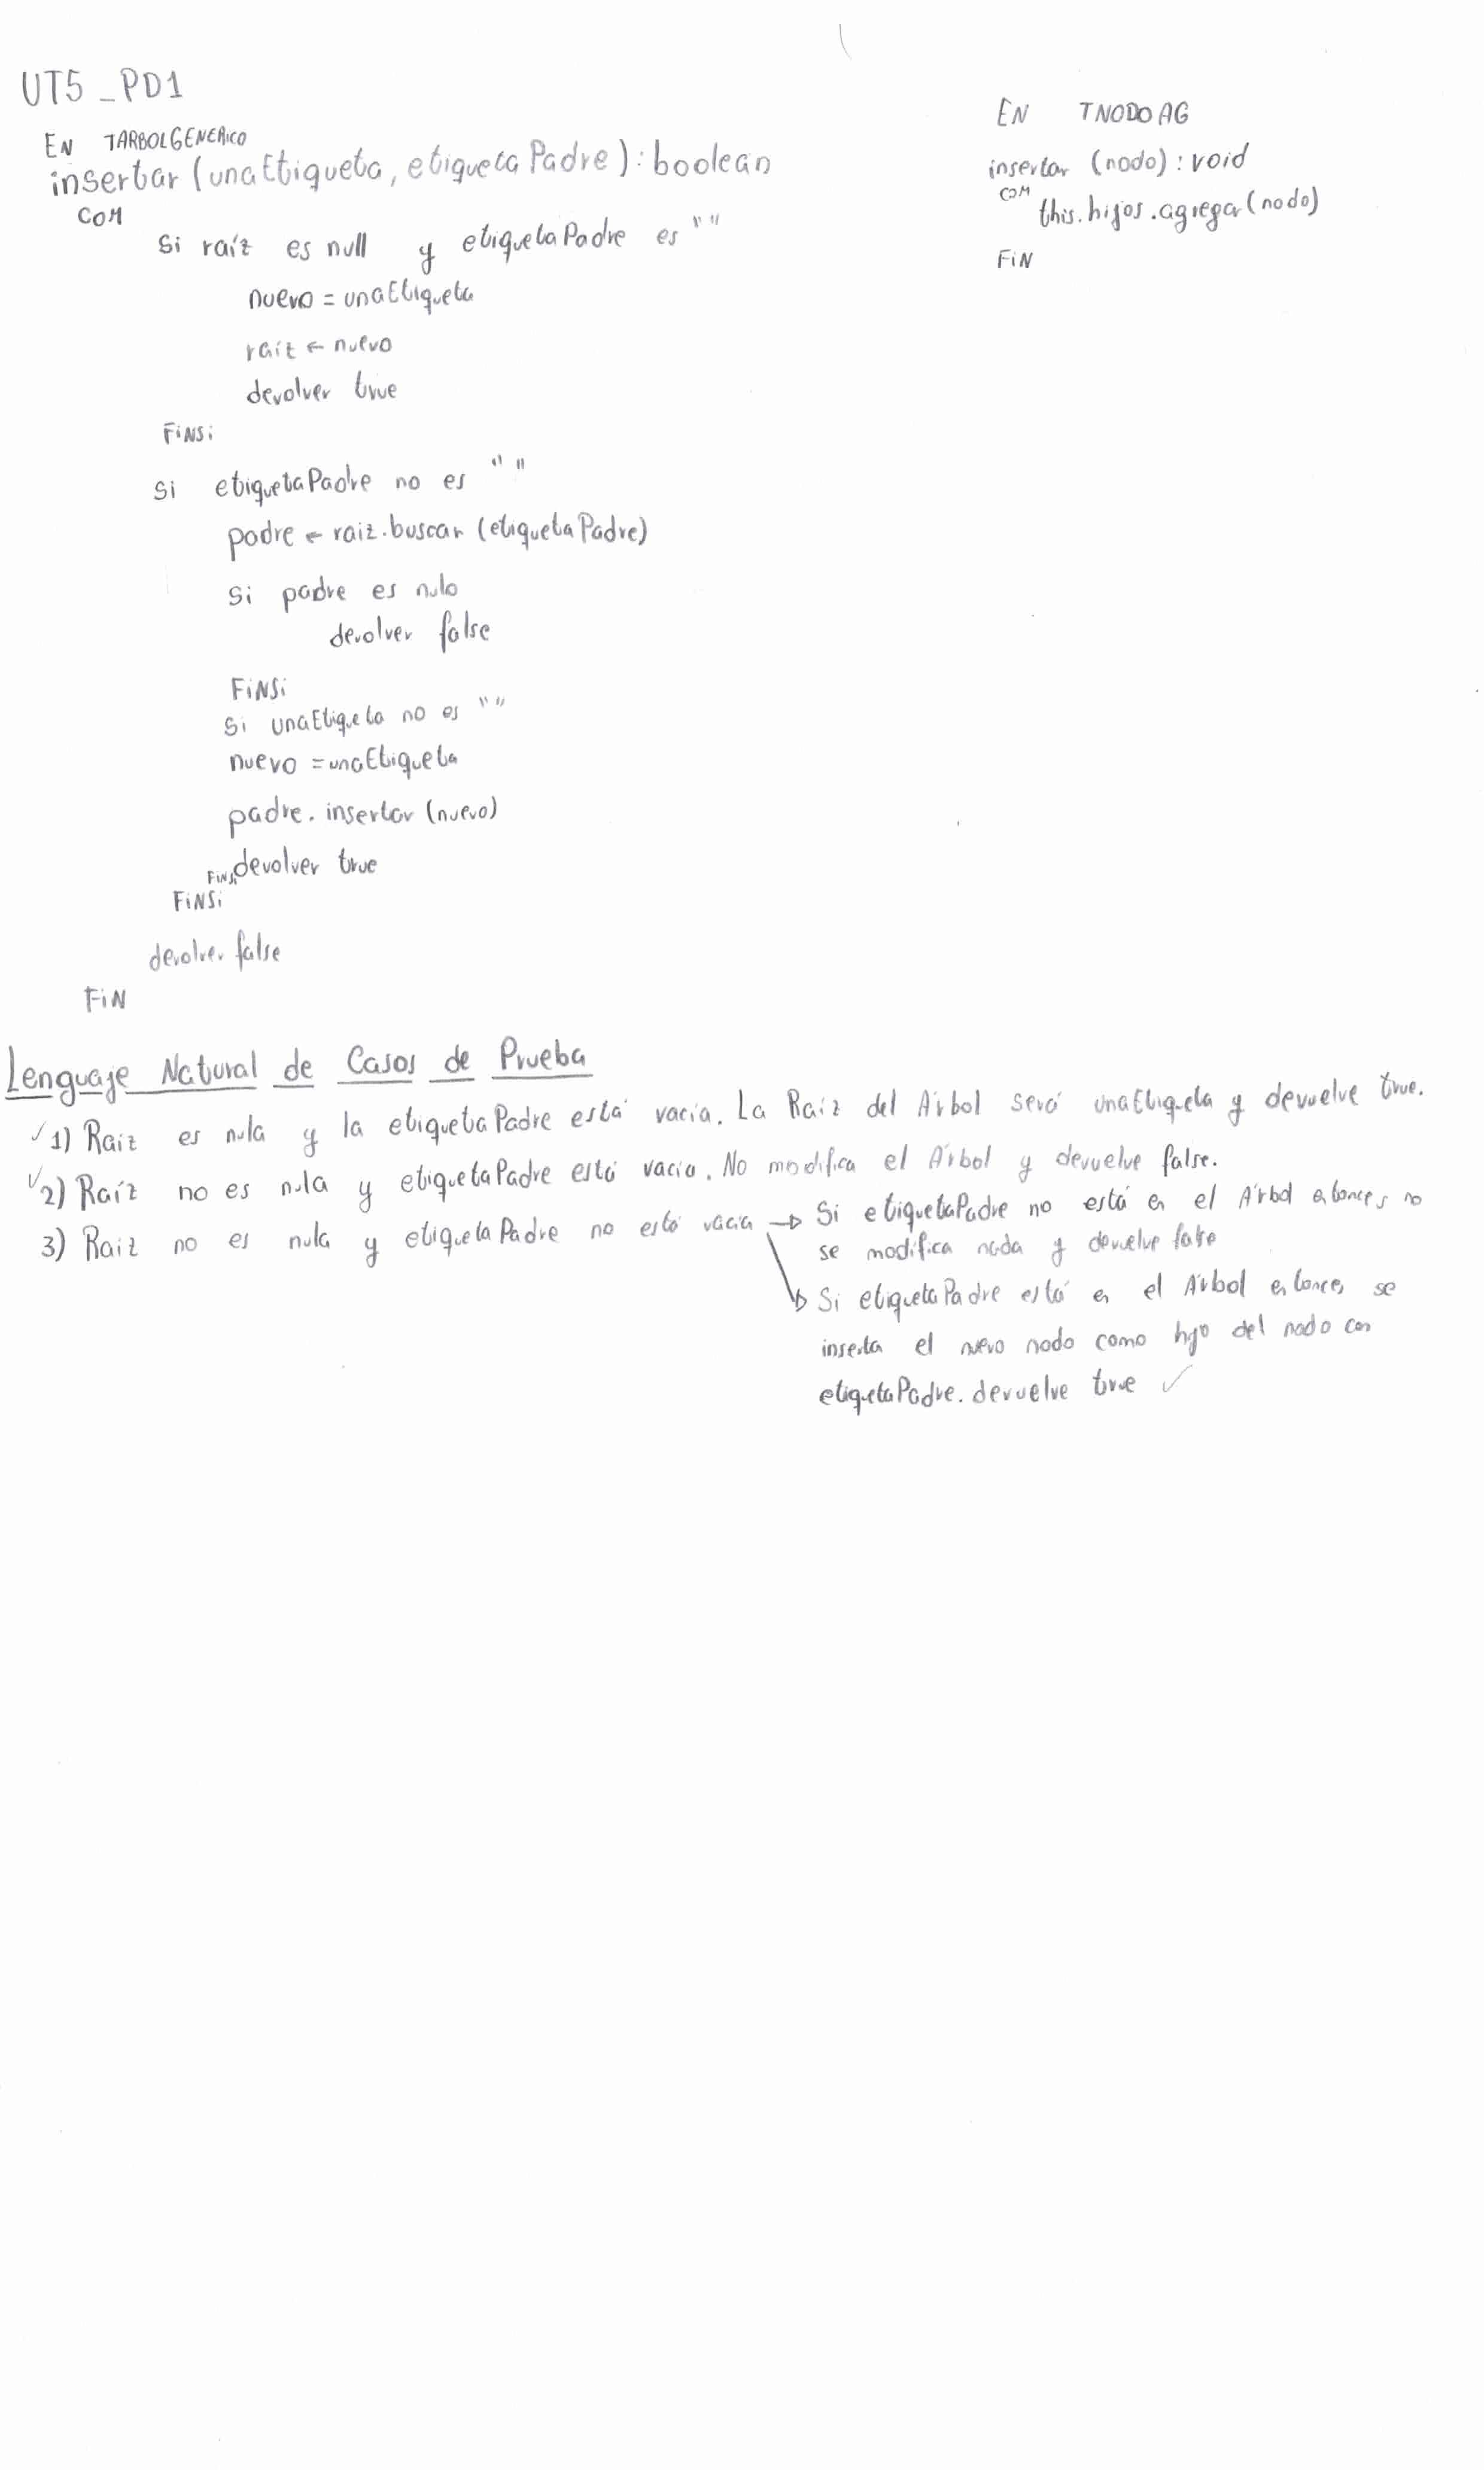 UT5_PD1
EN TARBOLGENERICO
insertar (unaEtiqueta, etiquetaPadre): boolean
COM
Si raíz es null y etiquetaPadre es ""
nuevo = unaEtiqueta
raíz ← nuevo
devolver true
FINSi
Si etiquetaPadre no es ""
padre ← raiz.buscar (etiquetaPadre)
Si padre es nulo
devolver false
FINSi
Si unaEtiqueta no es ""
nuevo = unaEtiqueta
padre.insertar (nuevo)
devolver true
FINSi
FINSi
devolver false
FIN
EN TNODOAG
insertar (nodo): void
COM
this.hijos.agregar(nodo)
FIN
Lenguaje Natural de Casos de Prueba
✓ 1) Raiz es nula y la etiquetaPadre está vacía. La Raíz del Árbol será unaEtiqueta y devuelve true.
✓ 2) Raíz no es nula y etiquetaPadre está vacía. No modifica el Árbol y devuelve false.
3) Raiz no es nula y etiquetaPadre no está vacía → Si etiquetaPadre no está en el Árbol entonces no
se modifica nada y devuelve false
→ Si etiquetaPadre está en el Árbol entonces se
inserta el nuevo nodo como hijo del nodo con
etiquetaPadre. devuelve true ✓